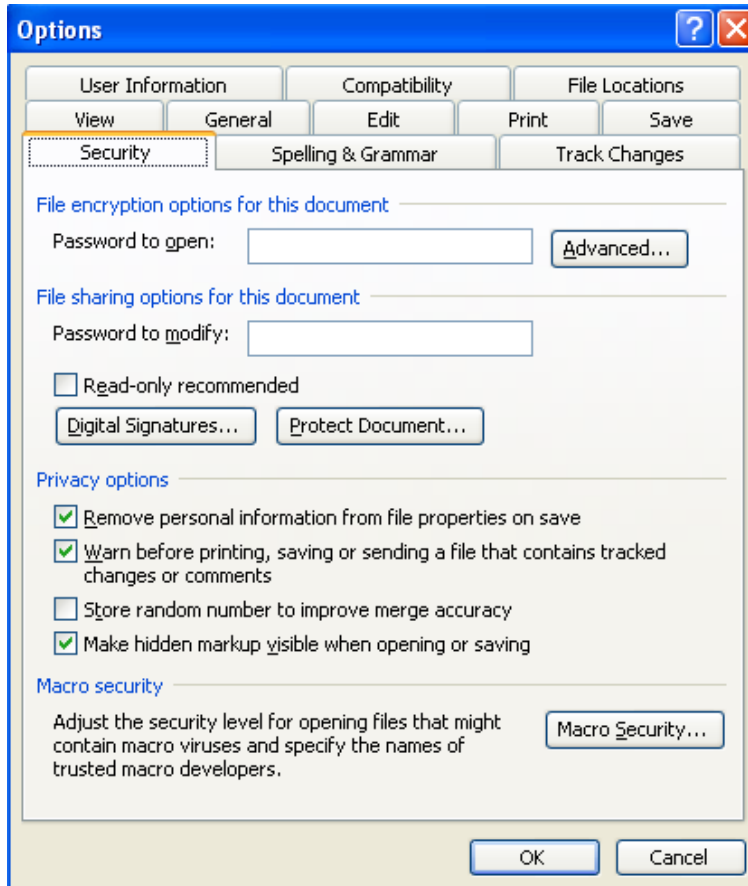 Options
User Information Compatibility File Locations
View General Edit Print Save
Security Spelling & Grammar Track Changes
File encryption options for this document
Password to open: Advanced...
File sharing options for this document
Password to modify:
Read-only recommended
Digital Signatures... Protect Document...
Privacy options
Remove personal information from file properties on save
Warn before printing, saving or sending a file that contains tracked
changes or comments
Store random number to improve merge accuracy
Make hidden markup visible when opening or saving
Macro security
Adjust the security level for opening files that might
contain macro viruses and specify the names of
trusted macro developers.
Macro Security...
OK Cancel